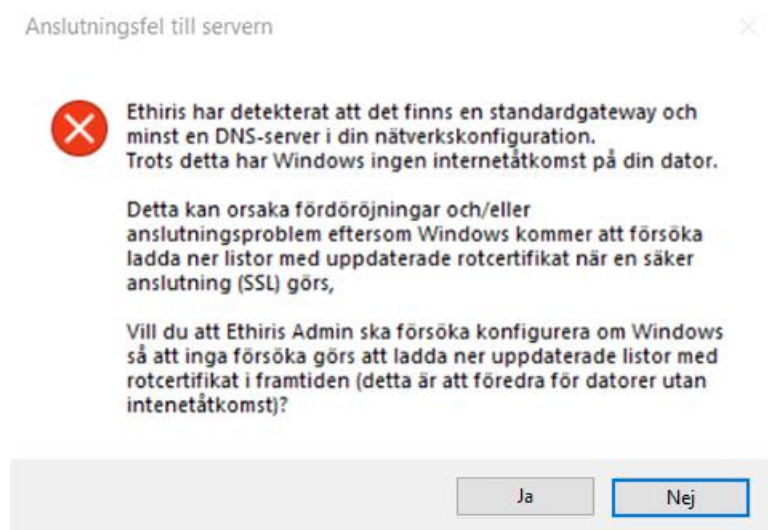 Anslutningsfel till servern
Ethiris har detekterat att det finns en standardgateway och
minst en DNS-server i din nätverkskonfiguration.
Trots detta har Windows ingen internetåtkomst på din dator.
Detta kan orsaka fördöröjningar och/eller
anslutningsproblem eftersom Windows kommer att försöka
ladda ner listor med uppdaterade rotcertifikat när en säker
anslutning (SSL) görs,
Vill du att Ethiris Admin ska försöka konfigurera om Windows
så att inga försöka görs att ladda ner uppdaterade listor med
rotcertifikat i framtiden (detta är att föredra för datorer utan
intenetåtkomst)?
Ja
Nej